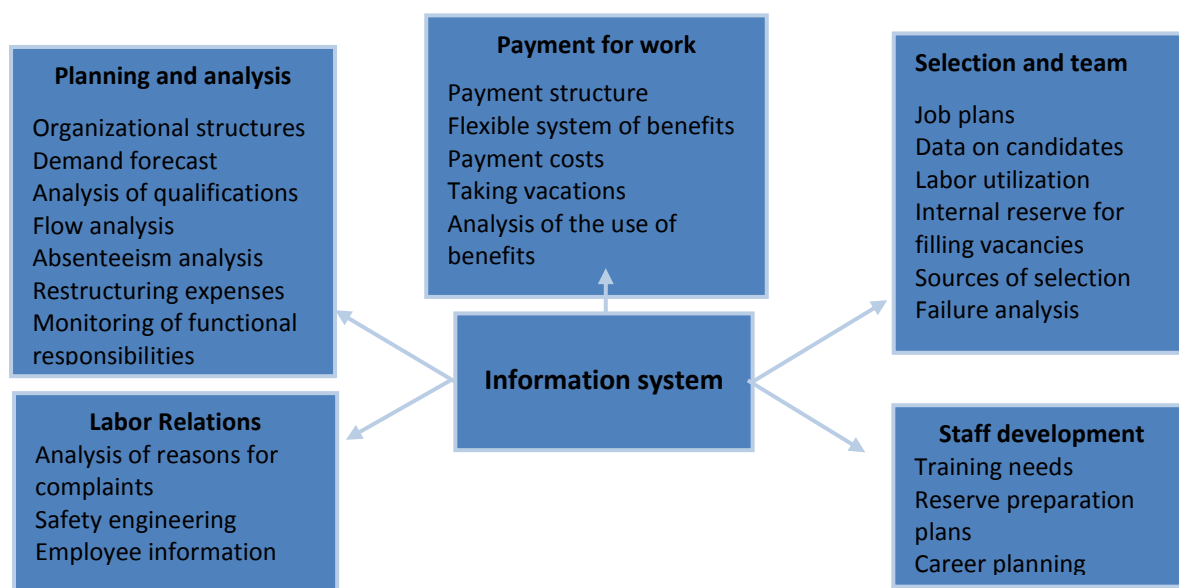 Planning and analysis
Organizational structures
Demand forecast
Analysis of qualifications
Flow analysis
Absenteeism analysis
Restructuring expenses
Monitoring of functional
responsibilities
Payment for work
Payment structure
Flexible system of benefits
Payment costs
Taking vacations
Analysis of the use of
benefits
Selection and team
Job plans
Data on candidates
Labor utilization
Internal reserve for
filling vacancies
Sources of selection
Failure analysis
Information system
Labor Relations
Analysis of reasons for
complaints
Safety engineering
Employee information
Staff development
Training needs
Reserve preparation
plans
Career planning